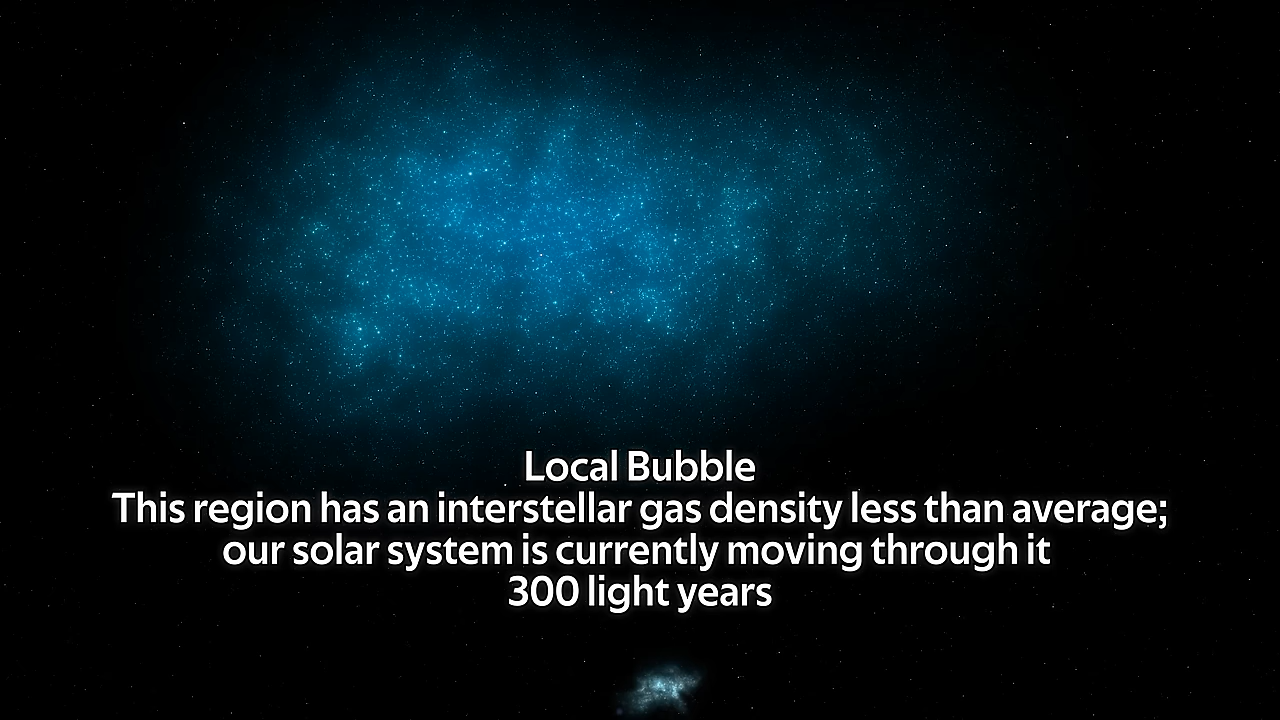 Local Bubble
This region has an interstellar gas density less than average;
our solar system is currently moving through it
300 light years